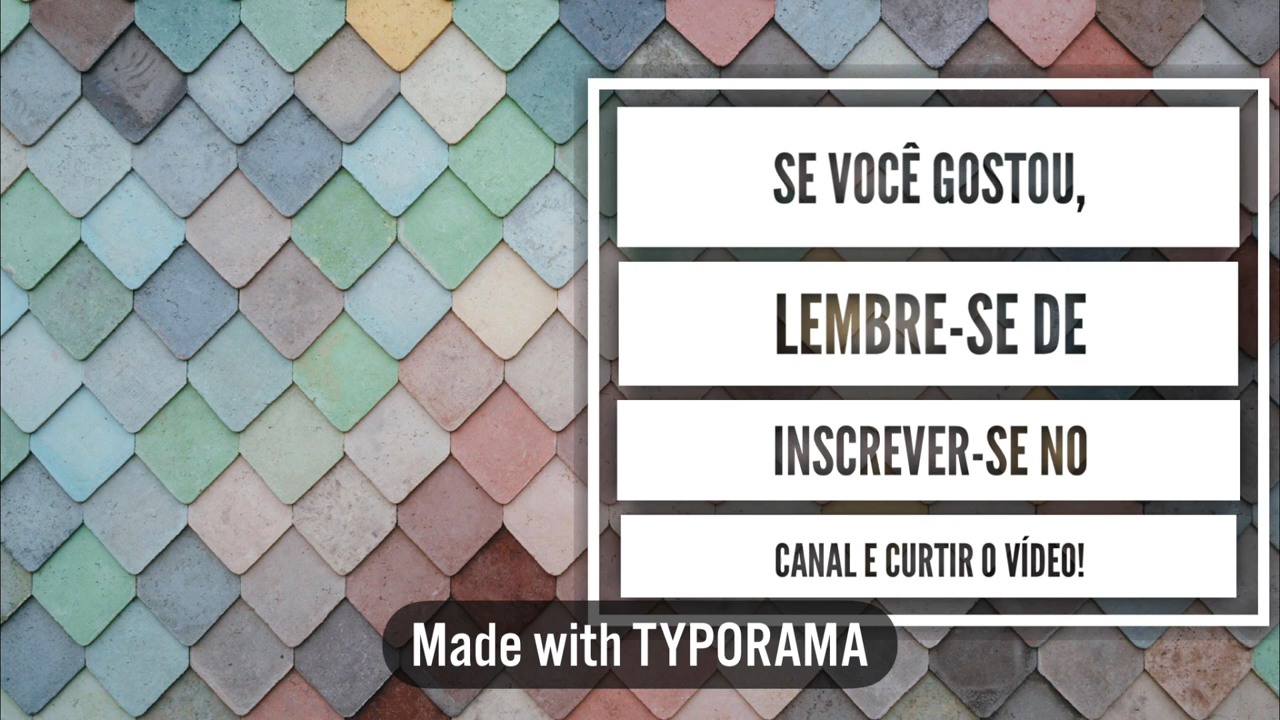 SE VOCÊ GOSTOU,
LEMBRE-SE DE
INSCREVER-SE NO
CANAL E CURTIR O VÍDEO!
Made with TYPORAMA